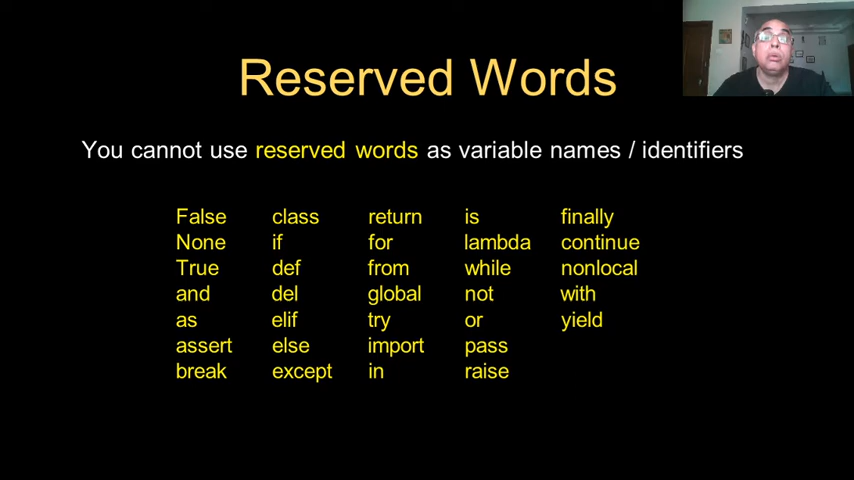 Reserved Words
You cannot use reserved words as variable names / identifiers
False class return is finally
None if for lambda continue
True def from while nonlocal
and del global not with
as elif try or yield
assert else import pass
break except in raise